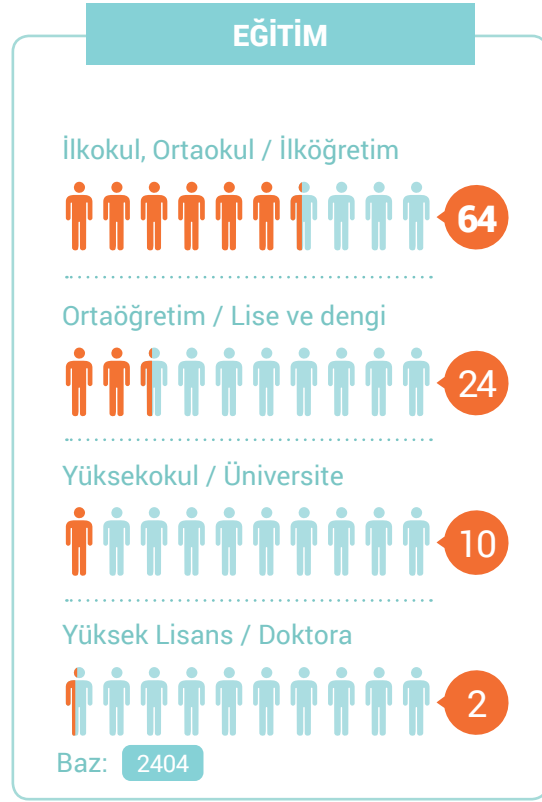 EĞİTİM
İlkokul, Ortaokul / İlköğretim
64
Ortaöğretim / Lise ve dengi
24
Yüksekokul / Üniversite
10
Yüksek Lisans / Doktora
2
Baz: 2404